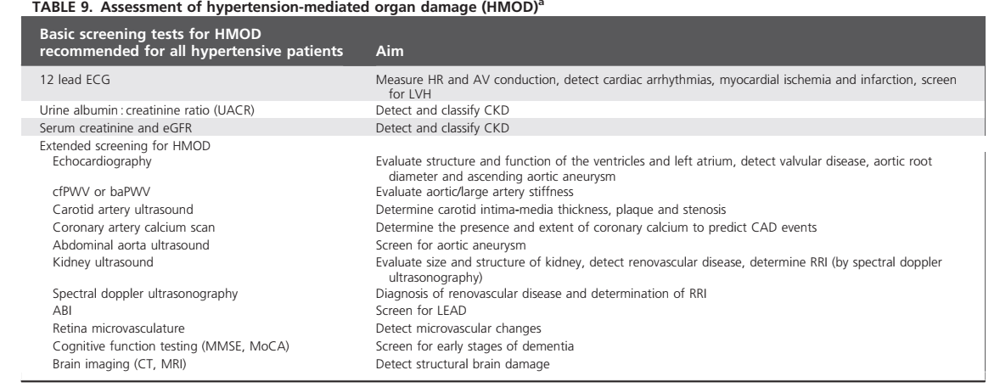 TABLE 9. Assessment of hypertension-mediated organ damage (HMOD)a
Basic screening tests for HMOD
recommended for all hypertensive patients Aim
12 lead ECG Measure HR and AV conduction, detect cardiac arrhythmias, myocardial ischemia and infarction, screen
for LVH
Urine albumin : creatinine ratio (UACR) Detect and classify CKD
Serum creatinine and eGFR Detect and classify CKD
Extended screening for HMOD
Echocardiography Evaluate structure and function of the ventricles and left atrium, detect valvular disease, aortic root
diameter and ascending aortic aneurysm
cfPWV or baPWV Evaluate aortic/large artery stiffness
Carotid artery ultrasound Determine carotid intima-media thickness, plaque and stenosis
Coronary artery calcium scan Determine the presence and extent of coronary calcium to predict CAD events
Abdominal aorta ultrasound Screen for aortic aneurysm
Kidney ultrasound Evaluate size and structure of kidney, detect renovascular disease, determine RRI (by spectral doppler
ultrasonography)
Spectral doppler ultrasonography Diagnosis of renovascular disease and determination of RRI
ABI Screen for LEAD
Retina microvasculature Detect microvascular changes
Cognitive function testing (MMSE, MoCA) Screen for early stages of dementia
Brain imaging (CT, MRI) Detect structural brain damage